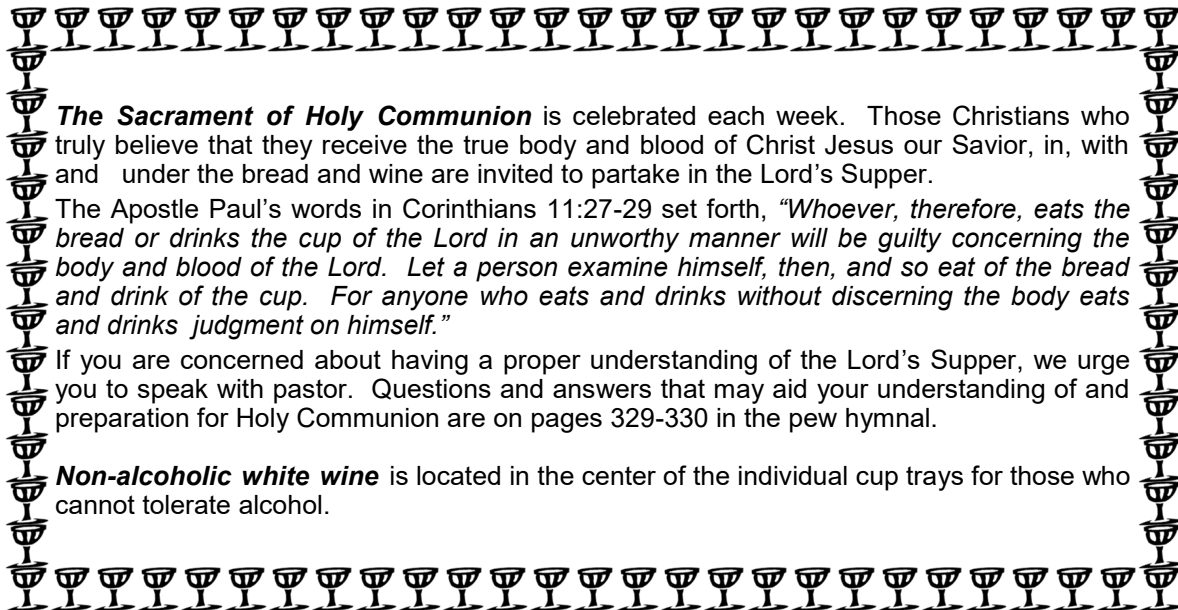 The Sacrament of Holy Communion is celebrated each week. Those Christians who
truly believe that they receive the true body and blood of Christ Jesus our Savior, in, with
and under the bread and wine are invited to partake in the Lord’s Supper.
The Apostle Paul’s words in Corinthians 11:27-29 set forth, “Whoever, therefore, eats the
bread or drinks the cup of the Lord in an unworthy manner will be guilty concerning the
body and blood of the Lord. Let a person examine himself, then, and so eat of the bread
and drink of the cup. For anyone who eats and drinks without discerning the body eats
and drinks judgment on himself.”
If you are concerned about having a proper understanding of the Lord’s Supper, we urge
you to speak with pastor. Questions and answers that may aid your understanding of and
preparation for Holy Communion are on pages 329-330 in the pew hymnal.
Non-alcoholic white wine is located in the center of the individual cup trays for those who
cannot tolerate alcohol.